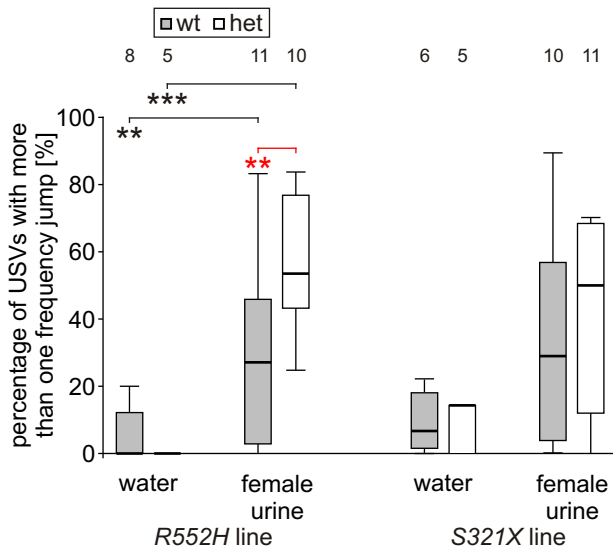 wt het
8 5 11 10 6 5 10 11
***
**
**
percentage of USVs with more
than one frequency jump [%]
100
80
60
40
20
0
water female urine water female urine
R552H line S321X line